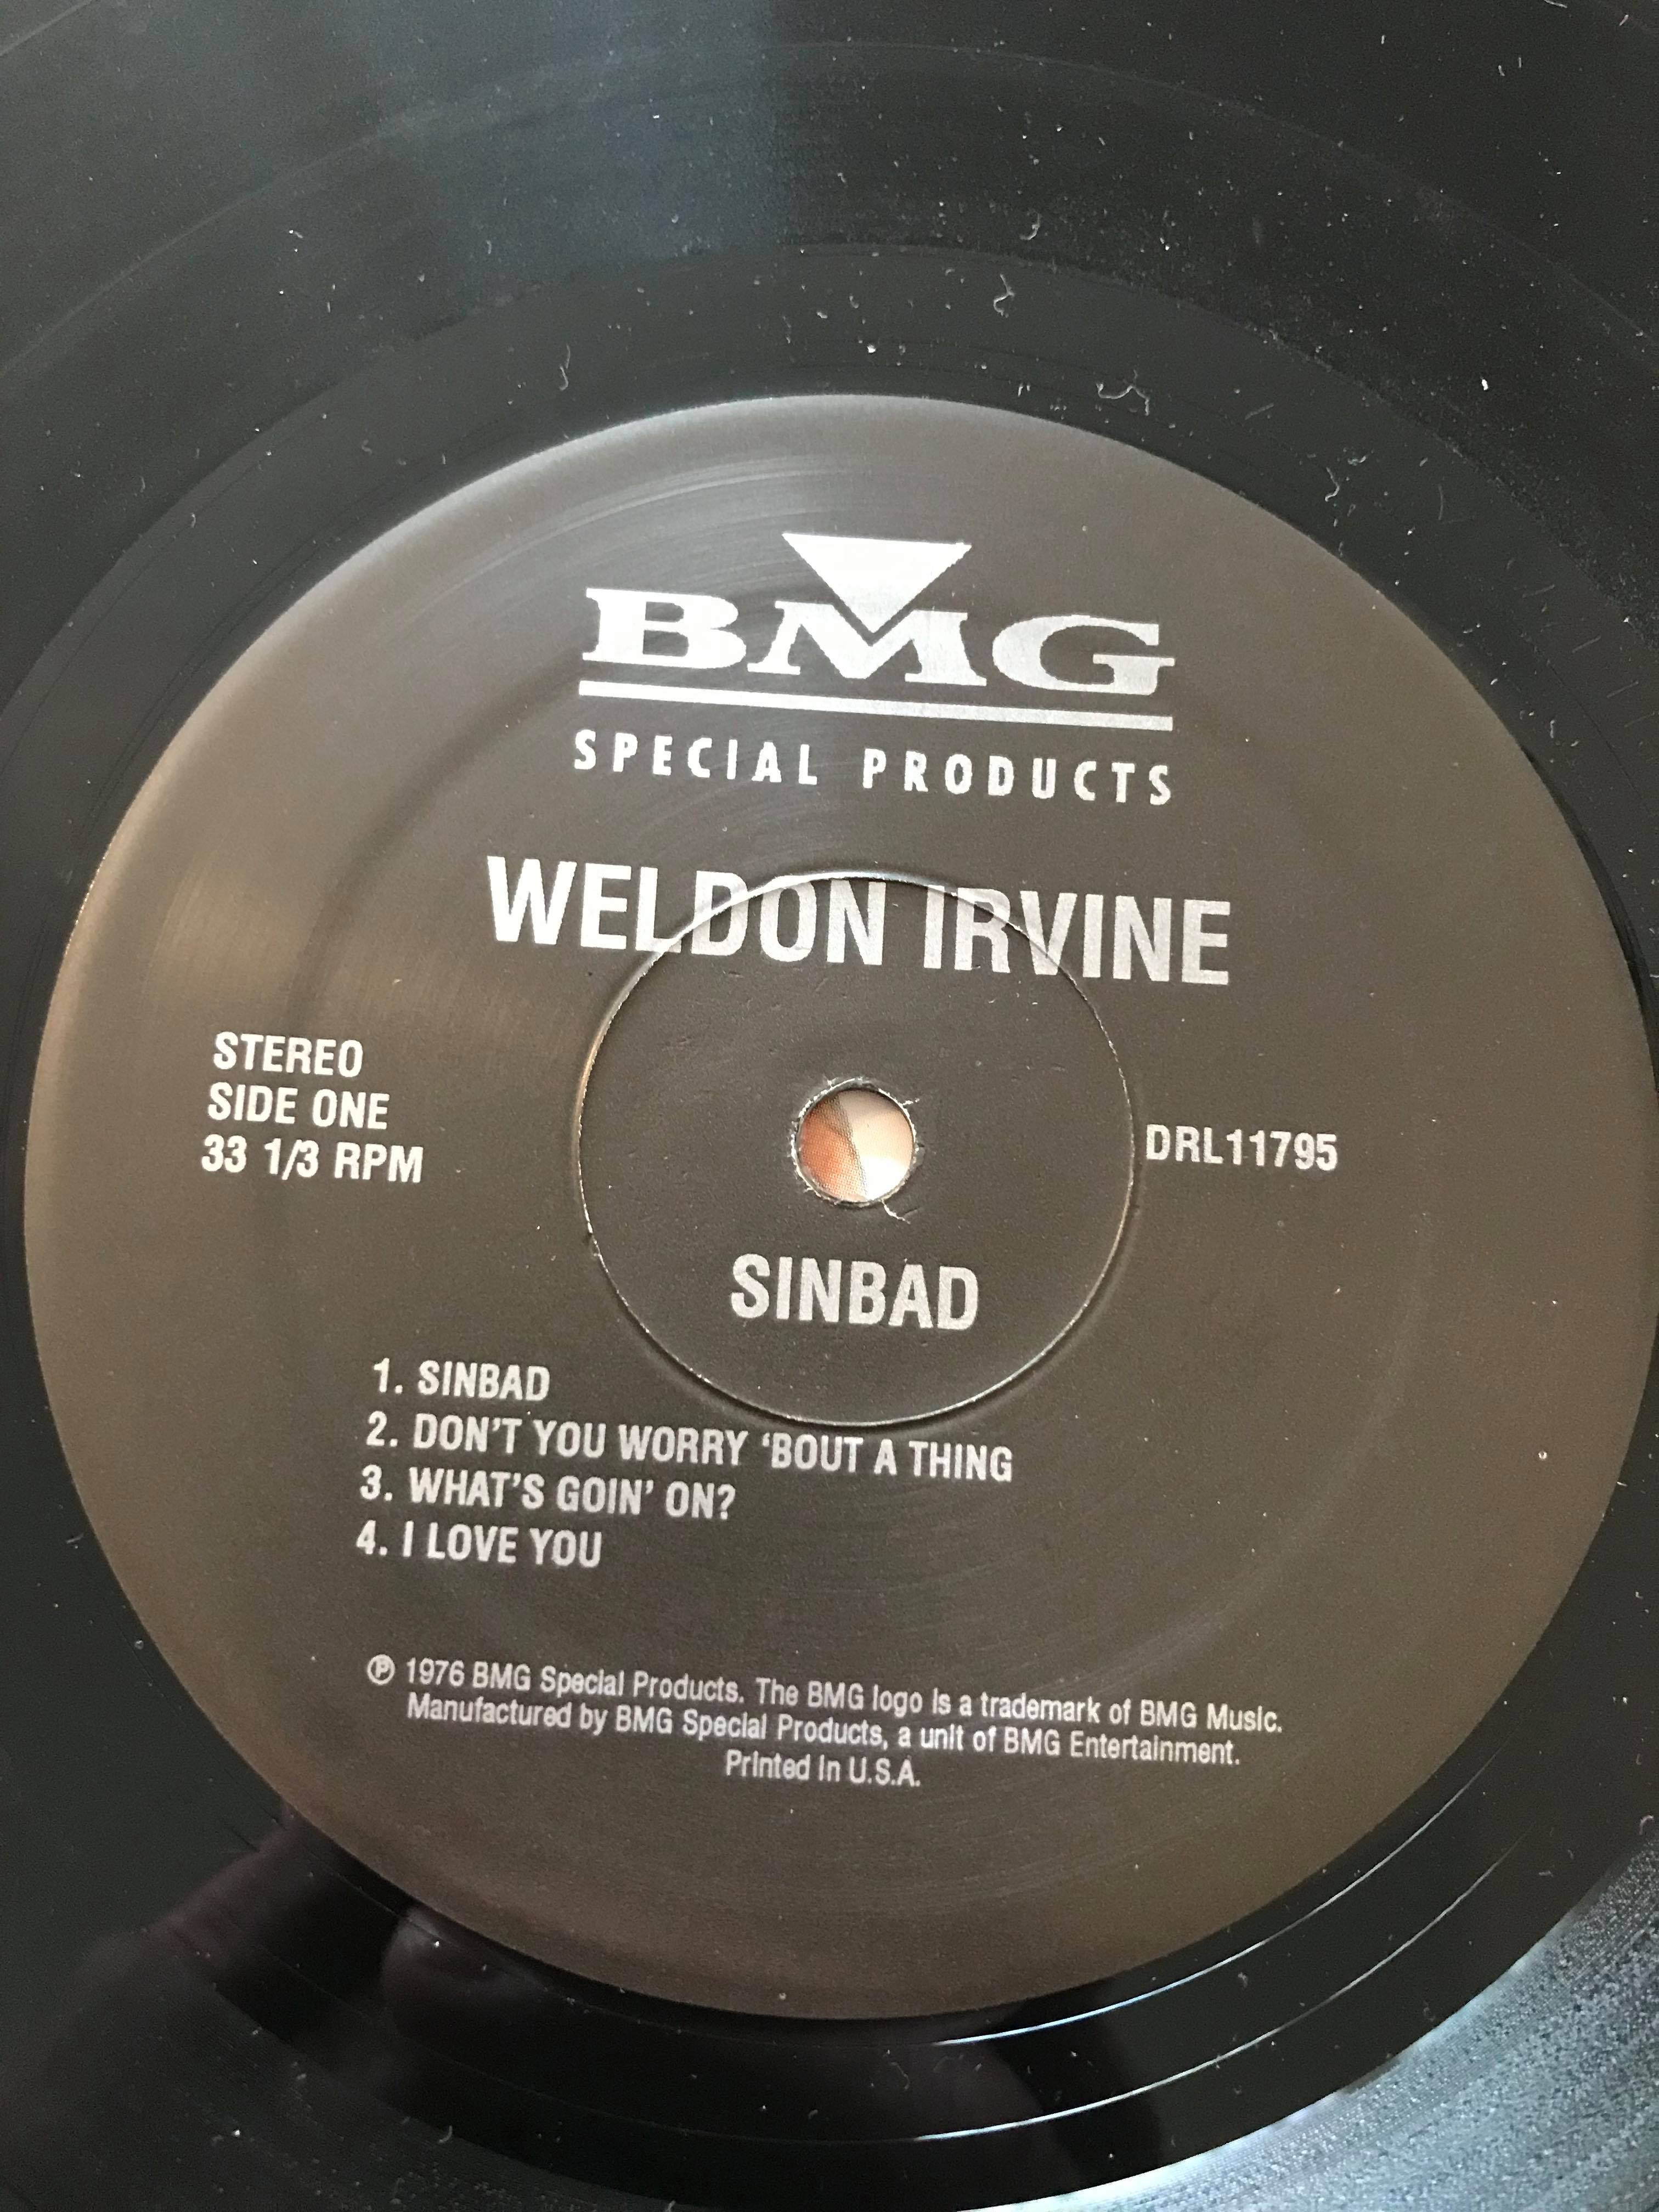 BMG
SPECIAL PRODUCTS
WELDON IRVINE
STEREO
SIDE ONE
33 1/3 RPM
DRL11795
SINBAD
1. SINBAD
2. DON'T YOU WORRY ‘BOUT A THING
3. WHAT'S GOIN' ON?
4. I LOVE YOU
℗ 1976 BMG Special Products. The BMG logo is a trademark of BMG Music.
Manufactured by BMG Special Products, a unit of BMG Entertainment.
Printed in U.S.A.